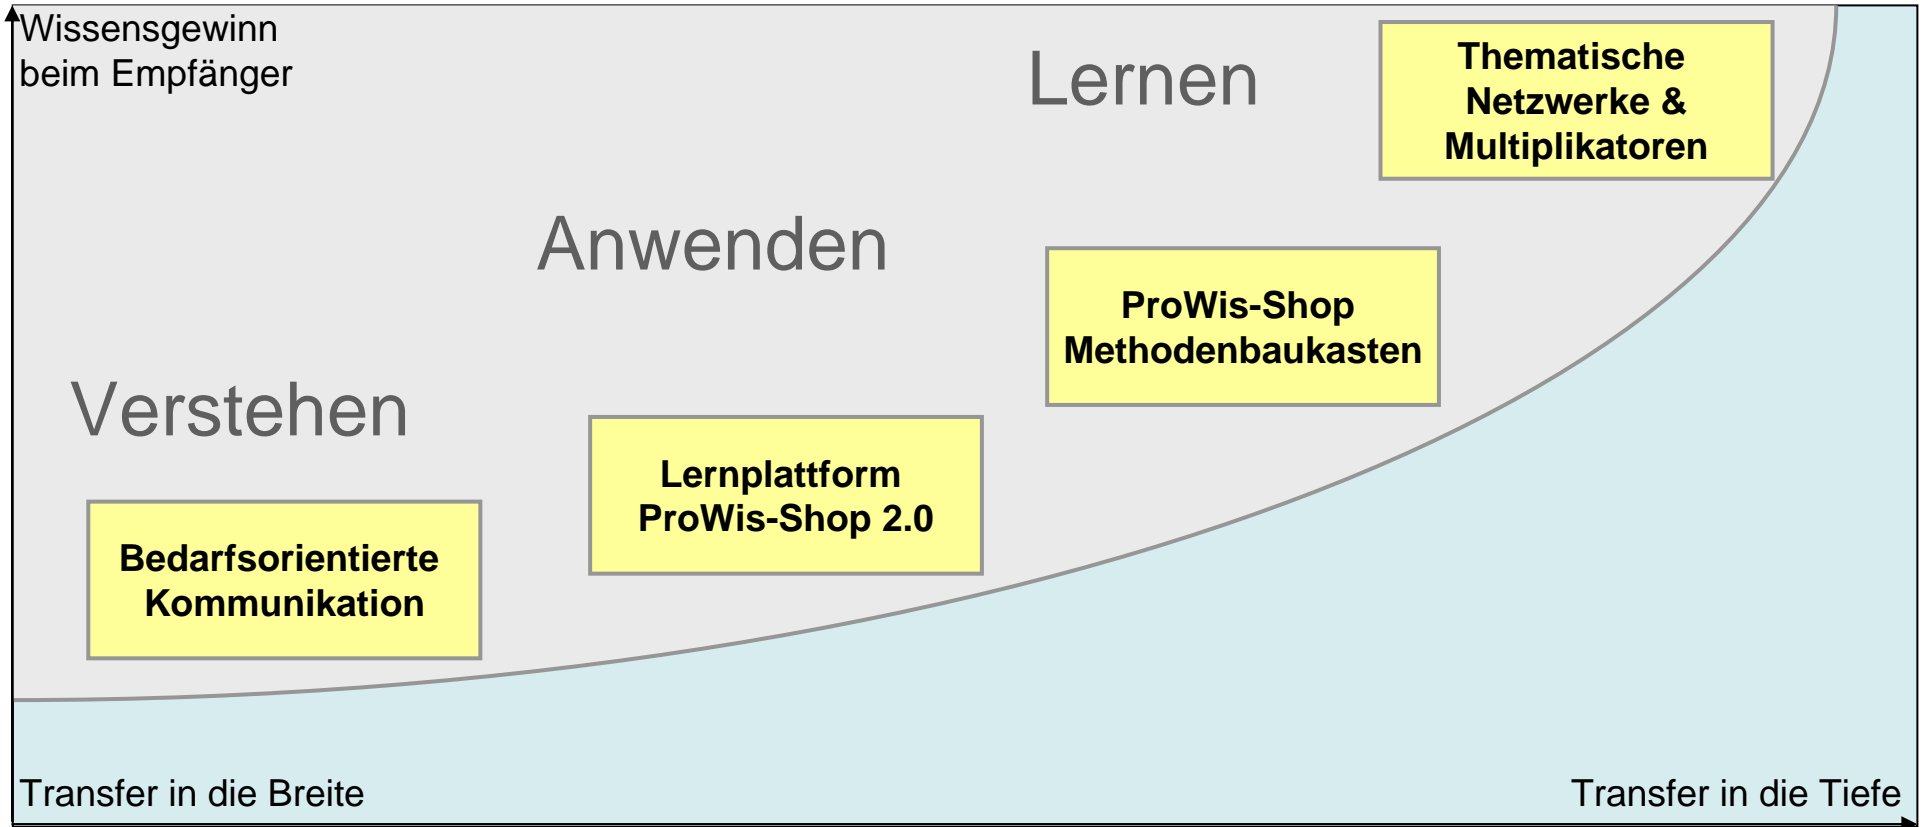 Wissensgewinn
beim Empfänger
Lernen
Thematische
Netzwerke &
Multiplikatoren
Anwenden
ProWis-Shop
Methodenbaukasten
Verstehen
Lernplattform
ProWis-Shop 2.0
Bedarfsorientierte
Kommunikation
Transfer in die Breite
Transfer in die Tiefe